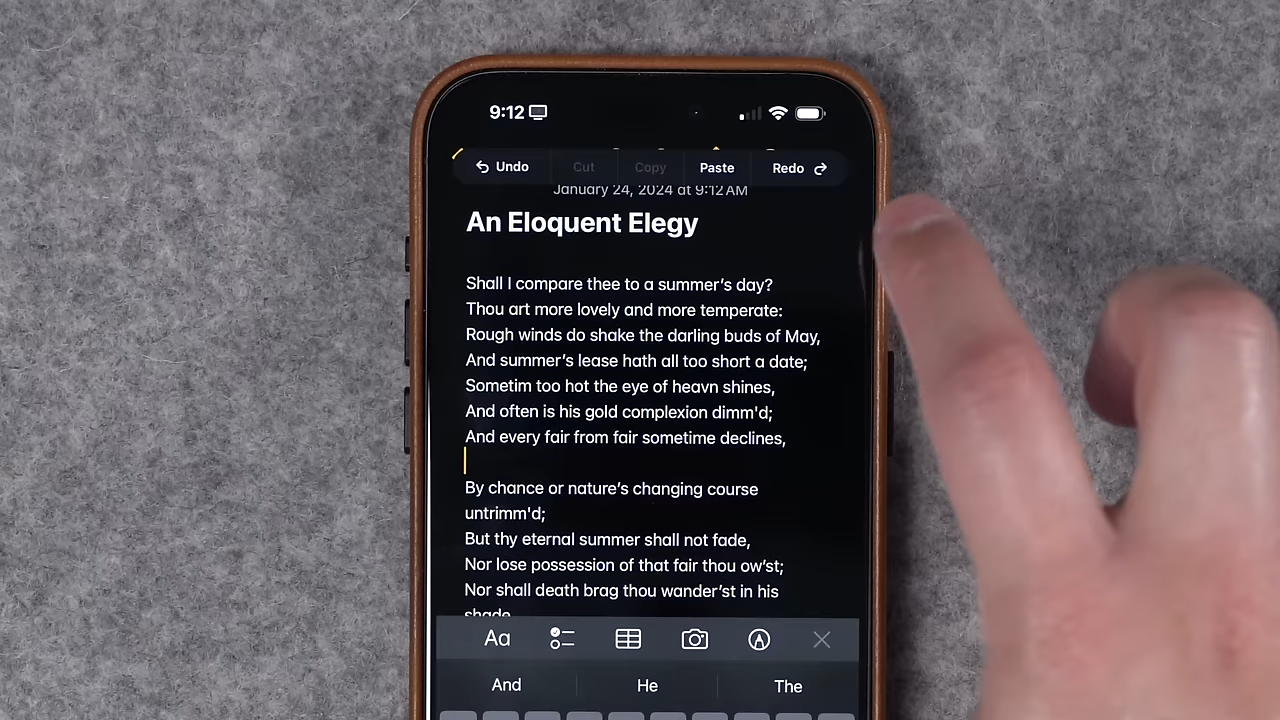 9:12
Undo Cut Copy Paste Redo
January 24, 2024 at 9:12 AM
An Eloquent Elegy
Shall I compare thee to a summer’s day?
Thou art more lovely and more temperate:
Rough winds do shake the darling buds of May,
And summer’s lease hath all too short a date;
Sometim too hot the eye of heavn shines,
And often is his gold complexion dimm'd;
And every fair from fair sometime declines,
By chance or nature’s changing course
untrimm'd;
But thy eternal summer shall not fade,
Nor lose possession of that fair thou ow’st;
Nor shall death brag thou wander’st in his
shade
Aa
And He The